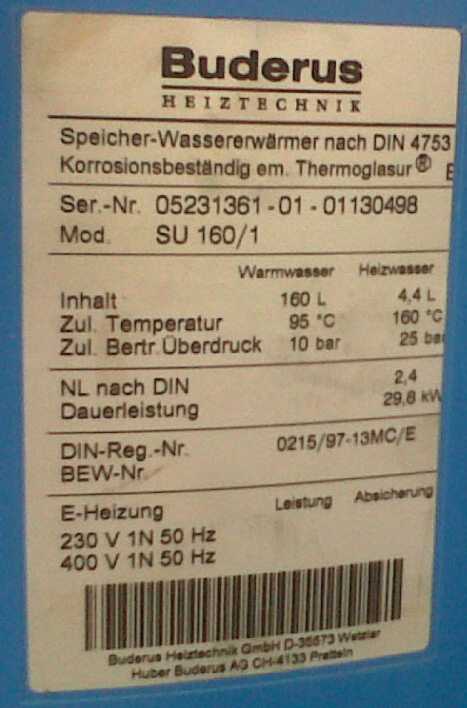 Buderus
HEIZTECHNIK
Speicher-Wassererwärmer nach DIN 4753
Korrosionsbeständig em. Thermoglasur®
Ser.-Nr. 05231361-01-01130498
Mod. SU 160/1
Warmwasser Heizwasser
Inhalt 160 L 4,4 L
Zul. Temperatur 95 °C 160 °C
Zul. Bertr.Überdruck 10 bar 25 bar
NL nach DIN 2,4
Dauerleistung 29,8 kW
DIN-Reg.-Nr. 0215/97-13MC/E
BEW-Nr.
E-Heizung Leistung Absicherung
230 V 1N 50 Hz
400 V 1N 50 Hz
Buderus Heiztechnik GmbH D-35573 Wetzlar
Huber Buderus AG CH-4133 Pratteln